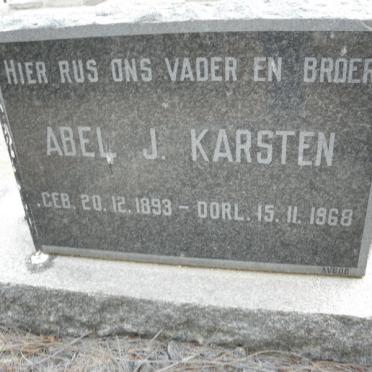 HIER RUS ONS VADER EN BROER
ABEL J. KARSTEN
GEB. 20.12.1893 - OORL. 15.11.1968